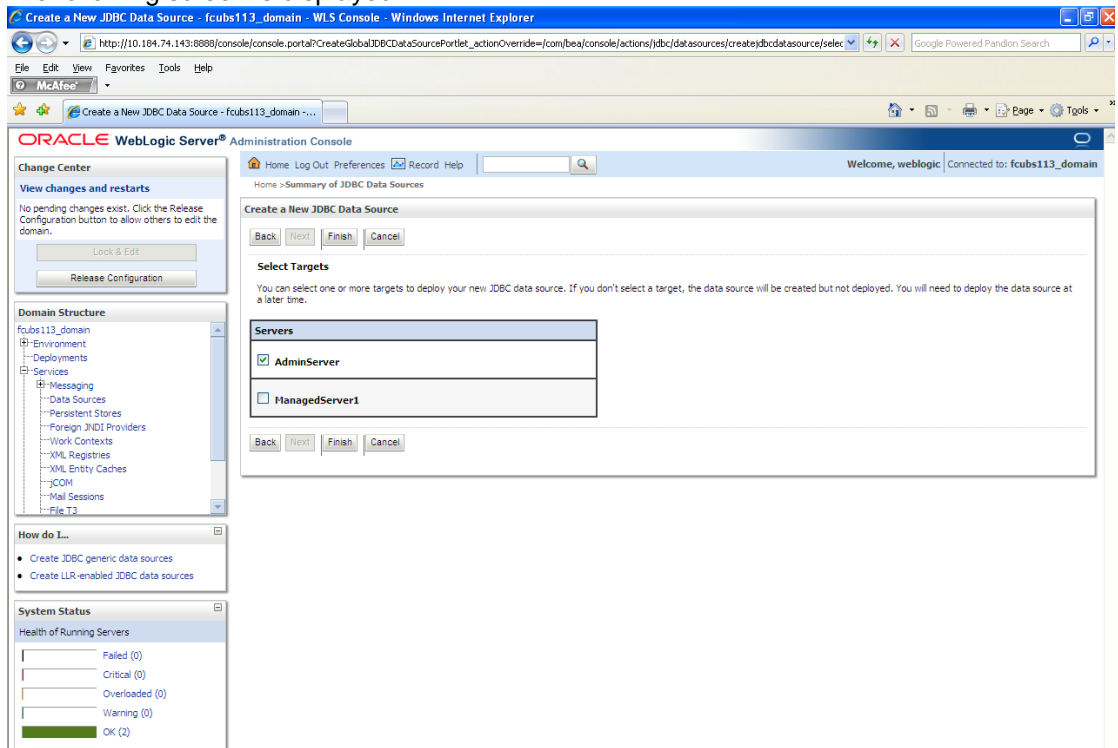 Create a New JDBC Data Source - fcubs113_domain - WLS Console - Windows Internet Explorer
http://10.184.74.143:8888/console/console.portal?CreateGlobalJDBCDataSourcePortlet_actionOverride=/com/bea/console/actions/jdbc/datasources/createjdbcdatasource/selec
Google Powered Pandion Search
File Edit View Favorites Tools Help
McAfee
Create a New JDBC Data Source - fcubs113_domain -...
Page Tools
ORACLE WebLogic Server® Administration Console
Change Center
View changes and restarts
No pending changes exist. Click the Release
Configuration button to allow others to edit the
domain.
Lock & Edit
Release Configuration
Domain Structure
fcubs113_domain
Environment
Deployments
Services
Messaging
Data Sources
Persistent Stores
Foreign JNDI Providers
Work Contexts
XML Registries
XML Entity Caches
jCOM
Mail Sessions
File T3
How do I...
Create JDBC generic data sources
Create LLR-enabled JDBC data sources
System Status
Health of Running Servers
Failed (0)
Critical (0)
Overloaded (0)
Warning (0)
OK (2)
Home Log Out Preferences Record Help
Welcome, weblogic Connected to: fcubs113_domain
Home >Summary of JDBC Data Sources
Create a New JDBC Data Source
Back Next Finish Cancel
Select Targets
You can select one or more targets to deploy your new JDBC data source. If you don't select a target, the data source will be created but not deployed. You will need to deploy the data source at
a later time.
Servers
AdminServer
ManagedServer1
Back Next Finish Cancel